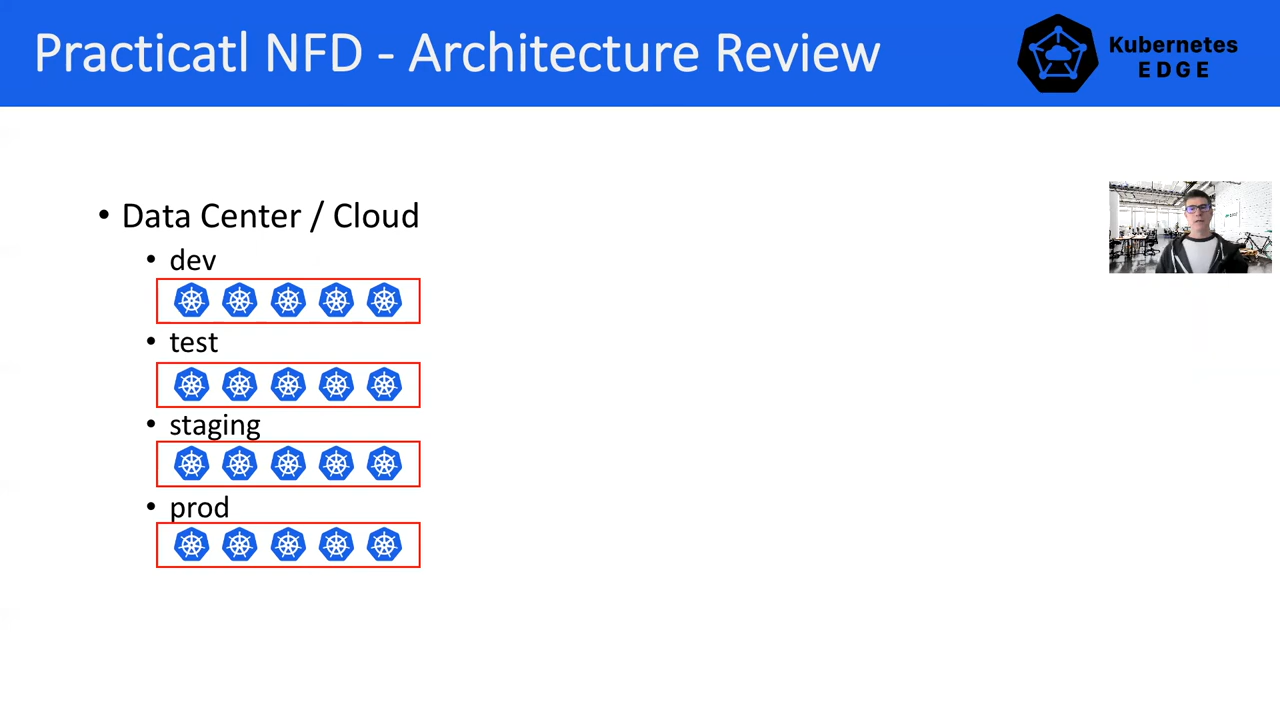 Practicatl NFD - Architecture Review
Kubernetes
EDGE
• Data Center / Cloud
• dev
• test
• staging
• prod